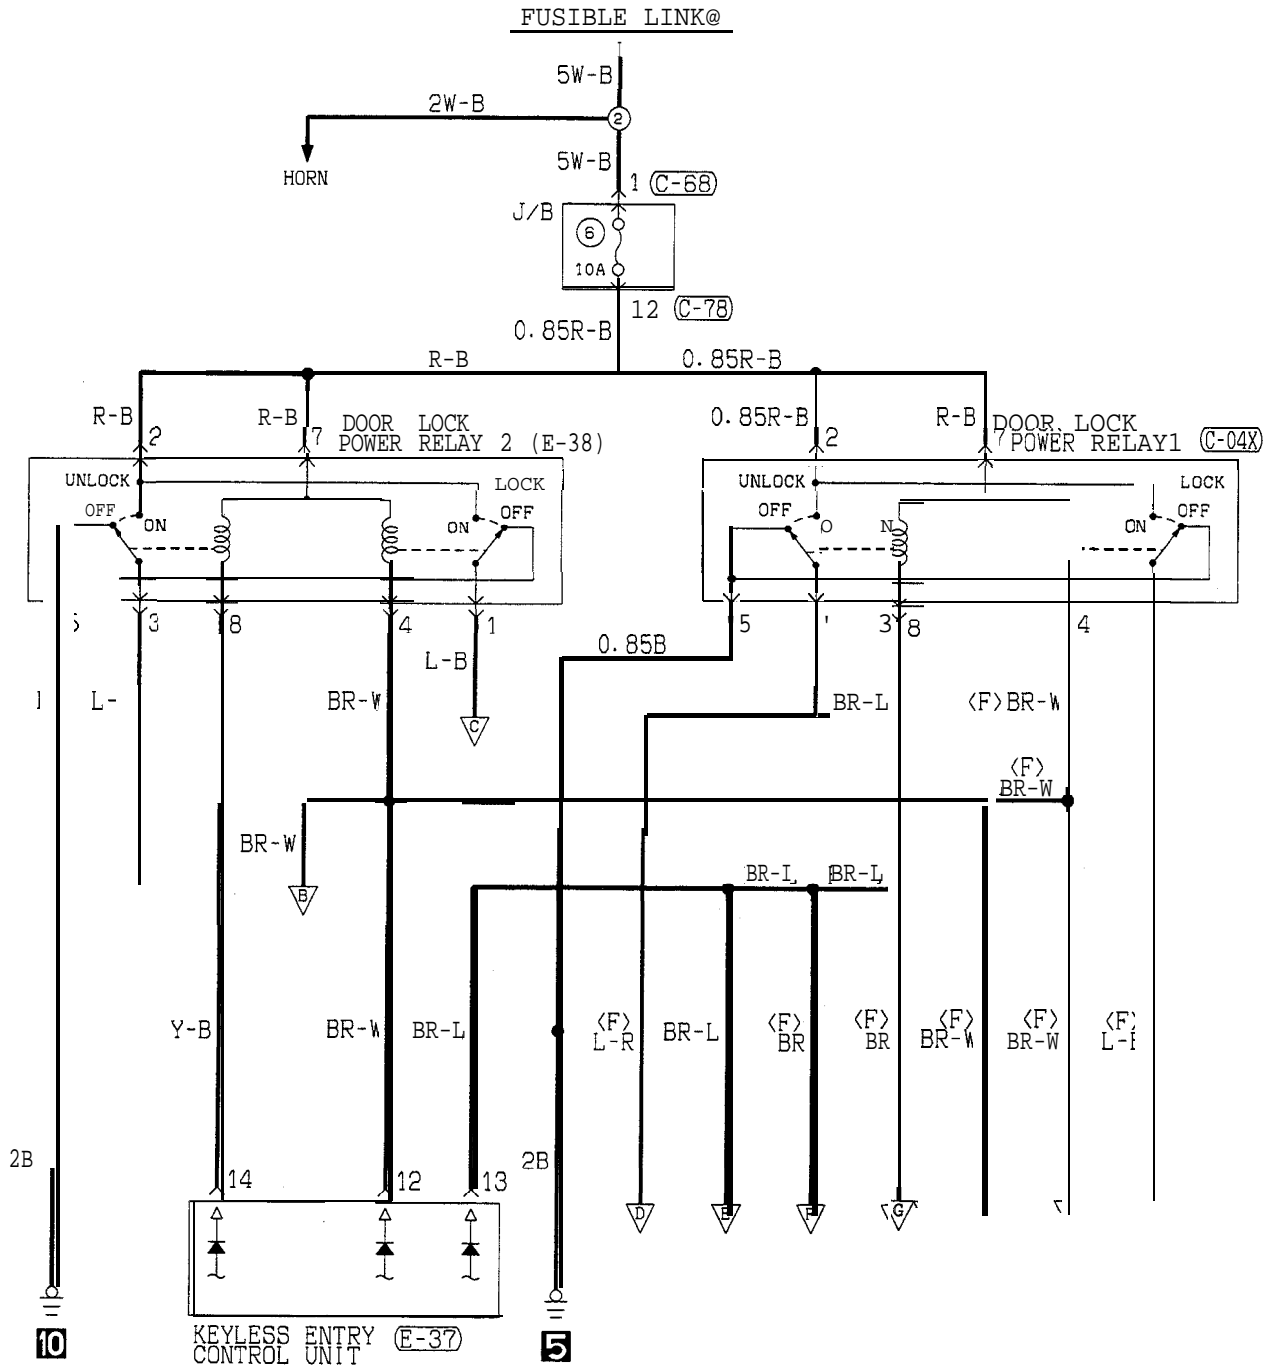 FUSIBLE LINK@
5W-B
2W-B
2
5W-B
HORN
1 C-68
J/B
6
10A
12 C-78
0.85R-B
R-B
0.85R-B
R-B
2
R-B
7
DOOR LOCK
POWER RELAY 2 (E-38)
0.85R-B
2
R-B
7
DOOR LOCK
POWER RELAY1 C-04X
UNLOCK
LOCK
OFF
ON
ON
OFF
UNLOCK
LOCK
OFF
O N
ON
OFF
3
8
4
1
5
3
8
4
L-B
0.85B
L-
BR-W
C
BR-L
<F>BR-W
<F>
BR-W
BR-W
B
BR-L
Y-B
BR-W
BR-L
<F>
L-R
BR-L
<F>
BR
<F>
BR
<F>
BR-W
<F>
BR-W
2B
14
12
13
2B
D
E
F
G
10
KEYLESS ENTRY
CONTROL UNIT
E-37
5